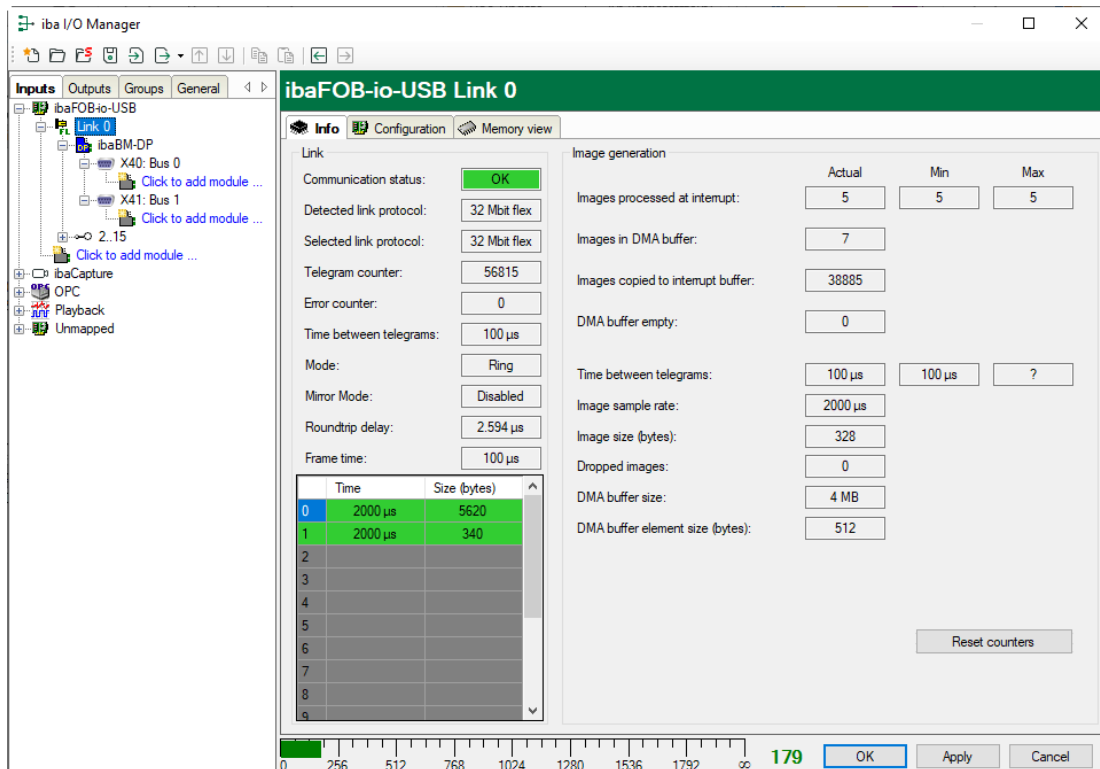 iba I/O Manager
Inputs Outputs Groups General
ibaFOB-io-USB
Link 0
ibaBM-DP
X40: Bus 0
Click to add module ...
X41: Bus 1
Click to add module ...
2..15
Click to add module ...
ibaCapture
OPC
Playback
Unmapped
ibaFOB-io-USB Link 0
Info Configuration Memory view
Link
Communication status: OK
Detected link protocol: 32 Mbit flex
Selected link protocol: 32 Mbit flex
Telegram counter: 56815
Error counter: 0
Time between telegrams: 100 µs
Mode: Ring
Mirror Mode: Disabled
Roundtrip delay: 2.594 µs
Frame time: 100 µs
Time Size (bytes)
0 2000 µs 5620
1 2000 µs 340
2
3
4
5
6
7
8
9
Image generation
Actual Min Max
Images processed at interrupt: 5 5 5
Images in DMA buffer: 7
Images copied to interrupt buffer: 38885
DMA buffer empty: 0
Time between telegrams: 100 µs 100 µs ?
Image sample rate: 2000 µs
Image size (bytes): 328
Dropped images: 0
DMA buffer size: 4 MB
DMA buffer element size (bytes): 512
Reset counters
0 256 512 768 1024 1280 1536 1792 ∞
179 OK Apply Cancel